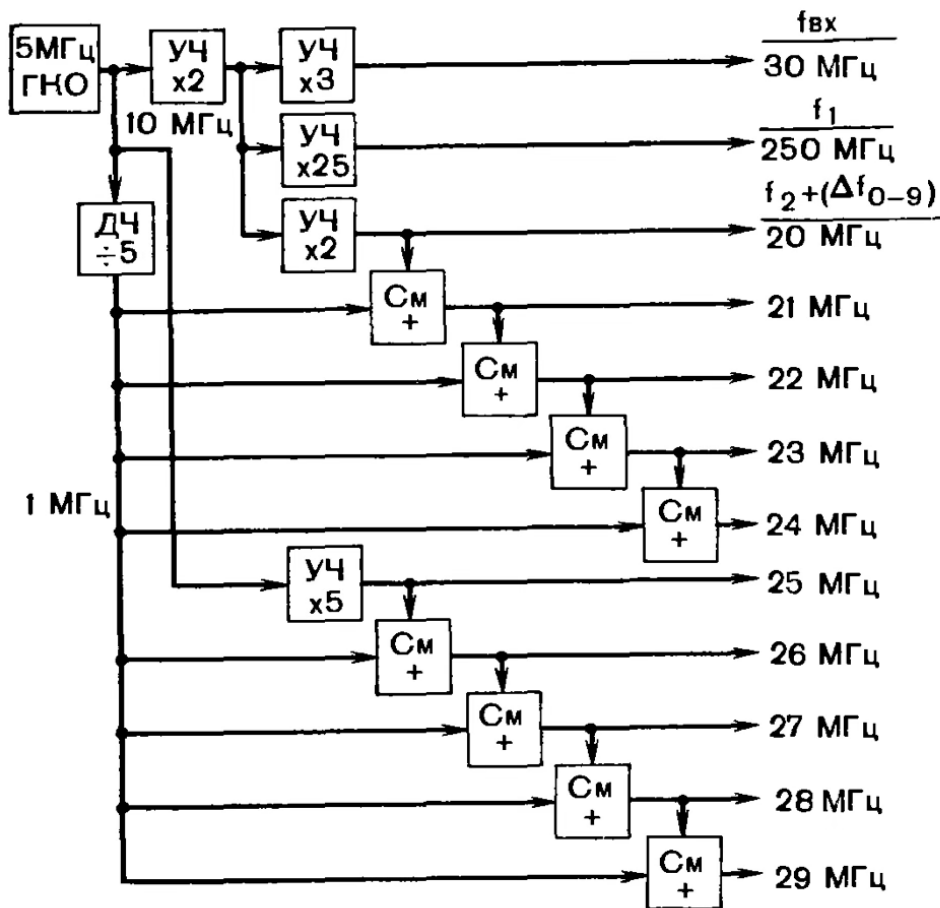 5МГц
ГКО
УЧ
х2
УЧ
х3
fвх
30 МГц
10 МГц
УЧ
х25
f1
250 МГц
ДЧ
÷5
УЧ
х2
f2+(Δf0–9)
20 МГц
См
+
21 МГц
См
+
22 МГц
См
+
23 МГц
1 МГц
См
+
24 МГц
УЧ
х5
25 МГц
См
+
26 МГц
См
+
27 МГц
См
+
28 МГц
См
+
29 МГц